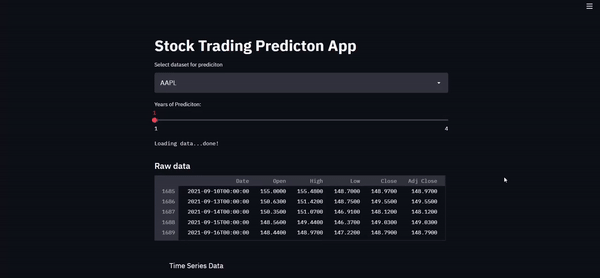 Stock Trading Predicton App
Select dataset for prediciton
AAPL
Years of Prediciton:
1
1 4
Loading data...done!
Raw data
Date Open High Low Close Adj Close
1685 2021-09-10T00:00:00 155.0000 155.4800 148.7000 148.9700 148.9700
1686 2021-09-13T00:00:00 150.6300 151.4200 148.7500 149.5500 149.5500
1687 2021-09-14T00:00:00 150.3500 151.0700 146.9100 148.1200 148.1200
1688 2021-09-15T00:00:00 148.5600 149.4400 146.3700 149.0300 149.0300
1689 2021-09-16T00:00:00 148.4400 148.9700 147.2200 148.7900 148.7900
Time Series Data